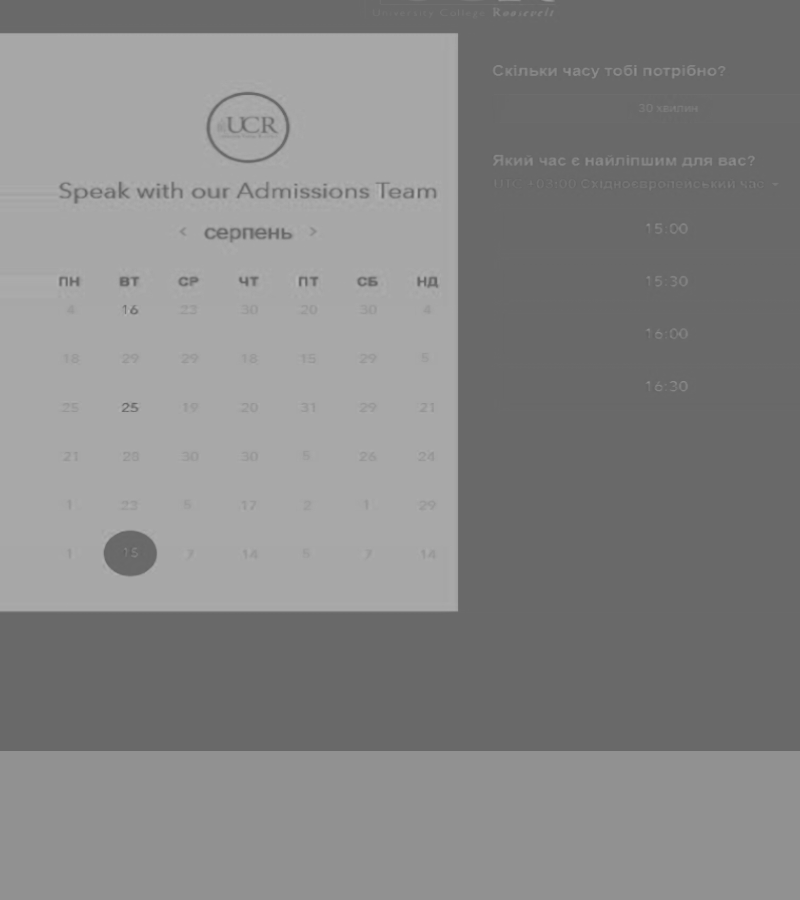 University College Roosevelt
UCR
Speak with our Admissions Team
< серпень >
ПН ВТ СР ЧТ ПТ СБ НД
4 16 23 30 20 30 4
18 29 29 18 15 29 5
25 25 19 20 31 29 21
21 28 30 30 5 26 24
1 23 5 17 2 1 29
1 15 7 14 5 7 14
Скільки часу тобі потрібно?
30 хвилин
Який час є найліпшим для вас?
UTC +03:00 Східноєвропейський час
15:00
15:30
16:00
16:30